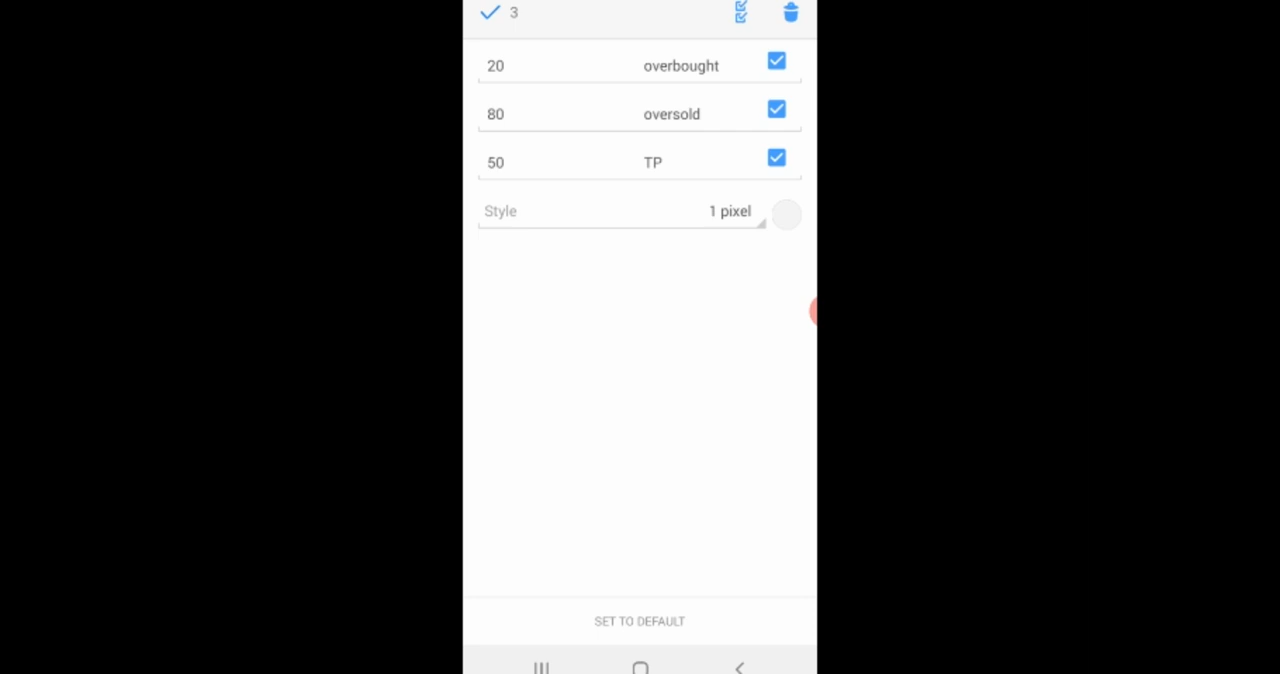 3
20 overbought
80 oversold
50 TP
Style 1 pixel
SET TO DEFAULT